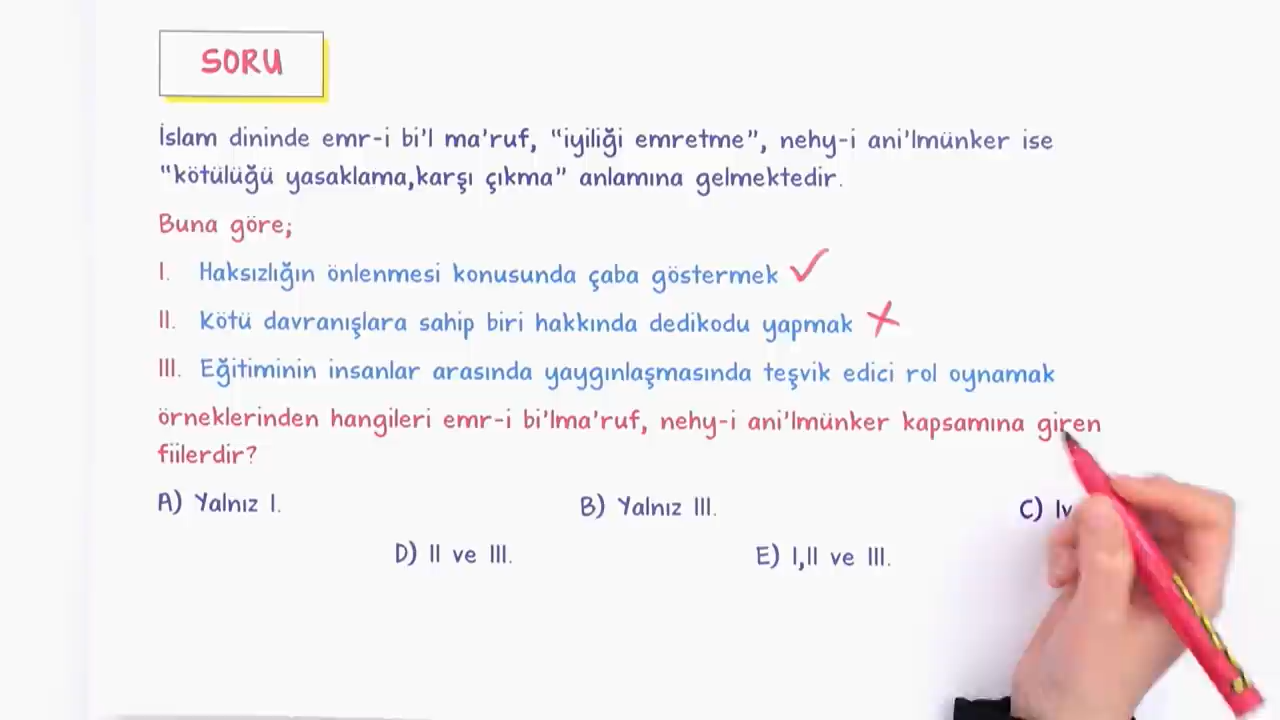 SORU
İslam dininde emr-i bi'l ma'ruf, "iyiliği emretme", nehy-i ani'lmünker ise
"kötülüğü yasaklama,karşı çıkma" anlamına gelmektedir.
Buna göre;
I. Haksızlığın önlenmesi konusunda çaba göstermek
II. Kötü davranışlara sahip biri hakkında dedikodu yapmak
III. Eğitiminin insanlar arasında yaygınlaşmasında teşvik edici rol oynamak
örneklerinden hangileri emr-i bi'lma'ruf, nehy-i ani'lmünker kapsamına giren
fiilerdir?
A) Yalnız I. B) Yalnız III. C) Iv
D) II ve III. E) I,II ve III.